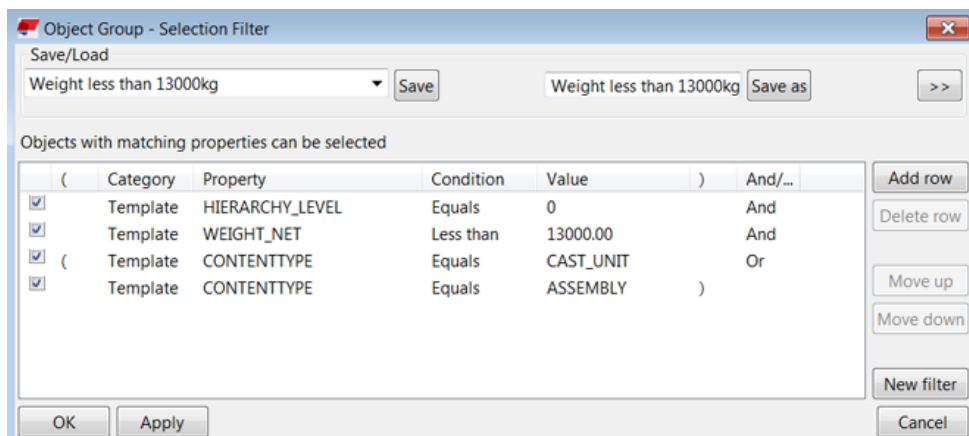 Object Group - Selection Filter
Save/Load
Weight less than 13000kg Save Weight less than 13000kg Save as >>
Objects with matching properties can be selected
( Category Property Condition Value ) And/... Add row
Template HIERARCHY_LEVEL Equals 0 And
Delete row
Template WEIGHT_NET Less than 13000.00 And
( Template CONTENTTYPE Equals CAST_UNIT Or
Template CONTENTTYPE Equals ASSEMBLY ) Move up
Move down
New filter
OK Apply Cancel